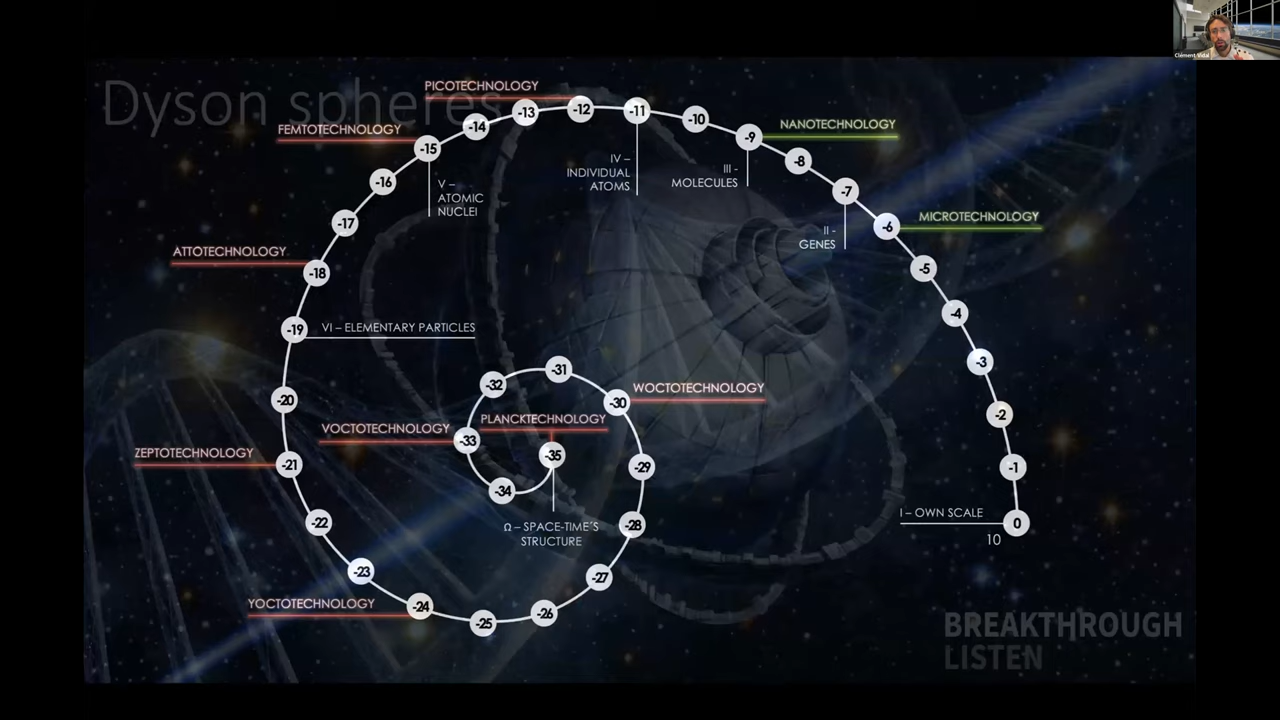 Clément Vidal
Dyson spheres
PICOTECHNOLOGY
FEMTOTECHNOLOGY
NANOTECHNOLOGY
MICROTECHNOLOGY
ATTOTECHNOLOGY
ZEPTOTECHNOLOGY
YOCTOTECHNOLOGY
WOCTOTECHNOLOGY
VOCTOTECHNOLOGY
PLANCKTECHNOLOGY
I – OWN SCALE
10
II -
GENES
III -
MOLECULES
IV –
INDIVIDUAL
ATOMS
V –
ATOMIC
NUCLEI
VI – ELEMENTARY PARTICLES
Ω – SPACE-TIME´S
STRUCTURE
0
-1
-2
-3
-4
-5
-6
-7
-8
-9
-10
-11
-12
-13
-14
-15
-16
-17
-18
-19
-20
-21
-22
-23
-24
-25
-26
-27
-28
-29
-30
-31
-32
-33
-34
-35
BREAKTHROUGH
LISTEN